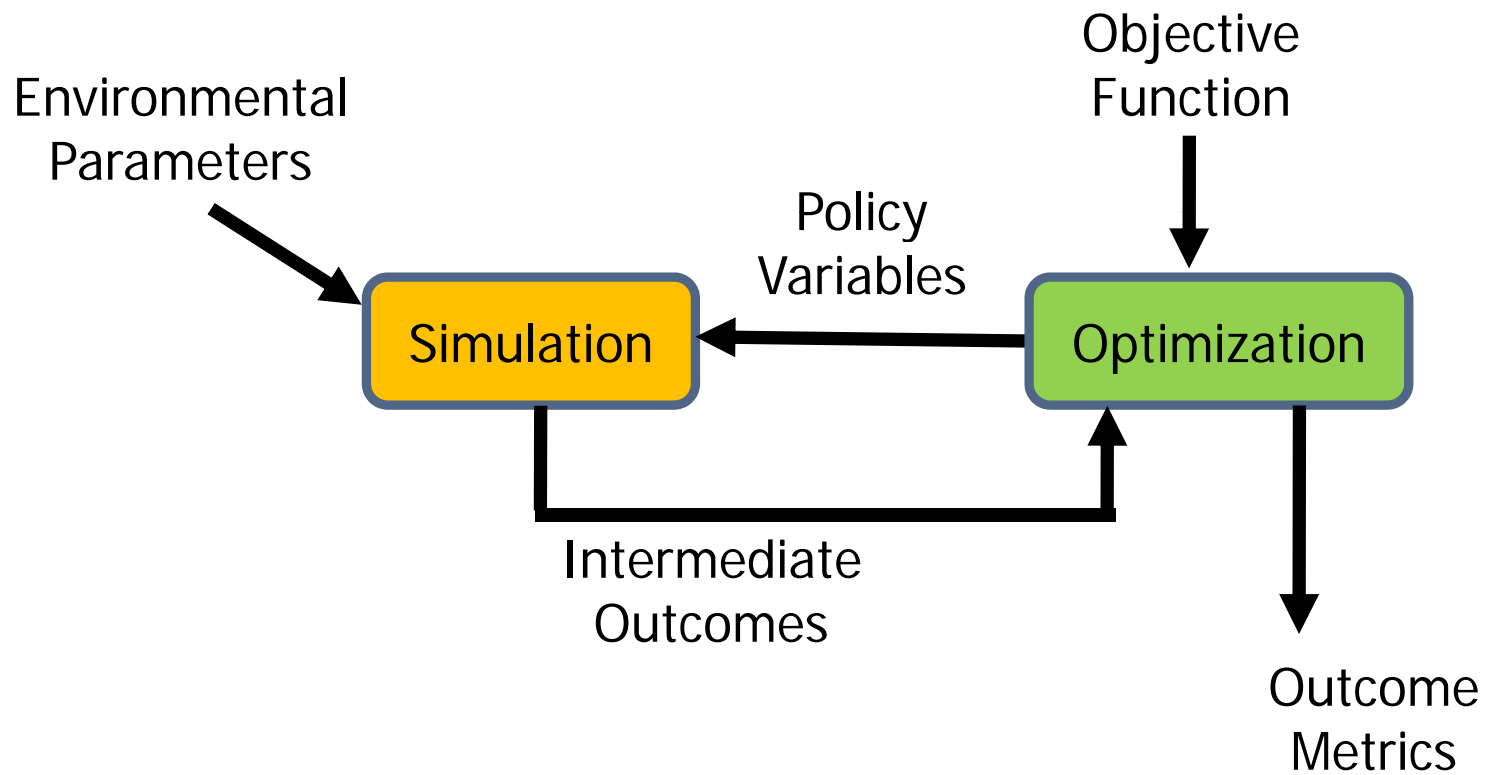 Objective
Function
Environmental
Parameters
Policy
Variables
Simulation
Optimization
Intermediate
Outcomes
Outcome
Metrics